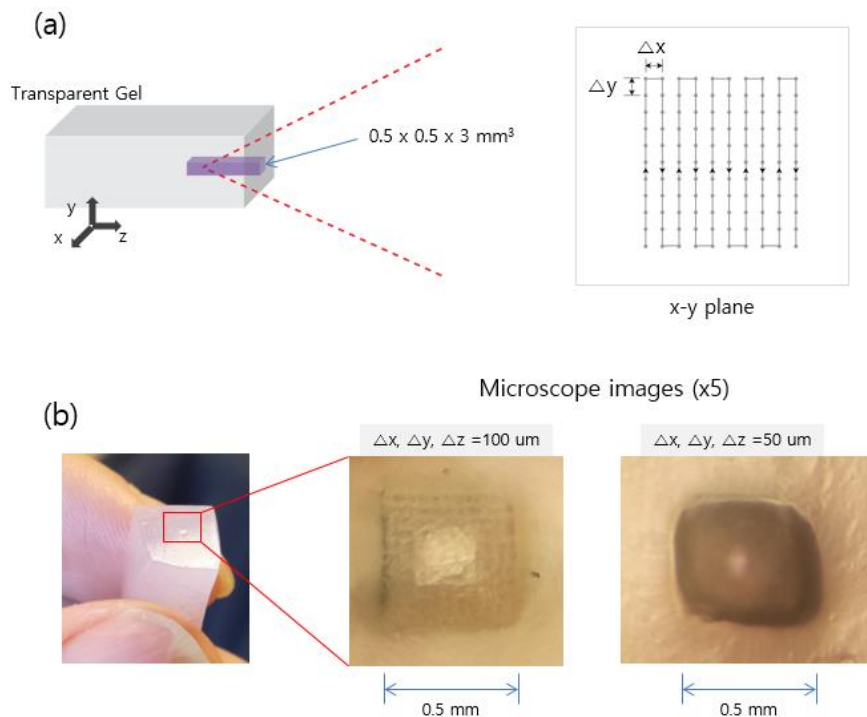 (a)
Transparent Gel
0.5 x 0.5 x 3 mm³
y
x
z
△x
△y
x-y plane
Microscope images (x5)
(b)
△x, △y, △z =100 um
△x, △y, △z =50 um
0.5 mm
0.5 mm